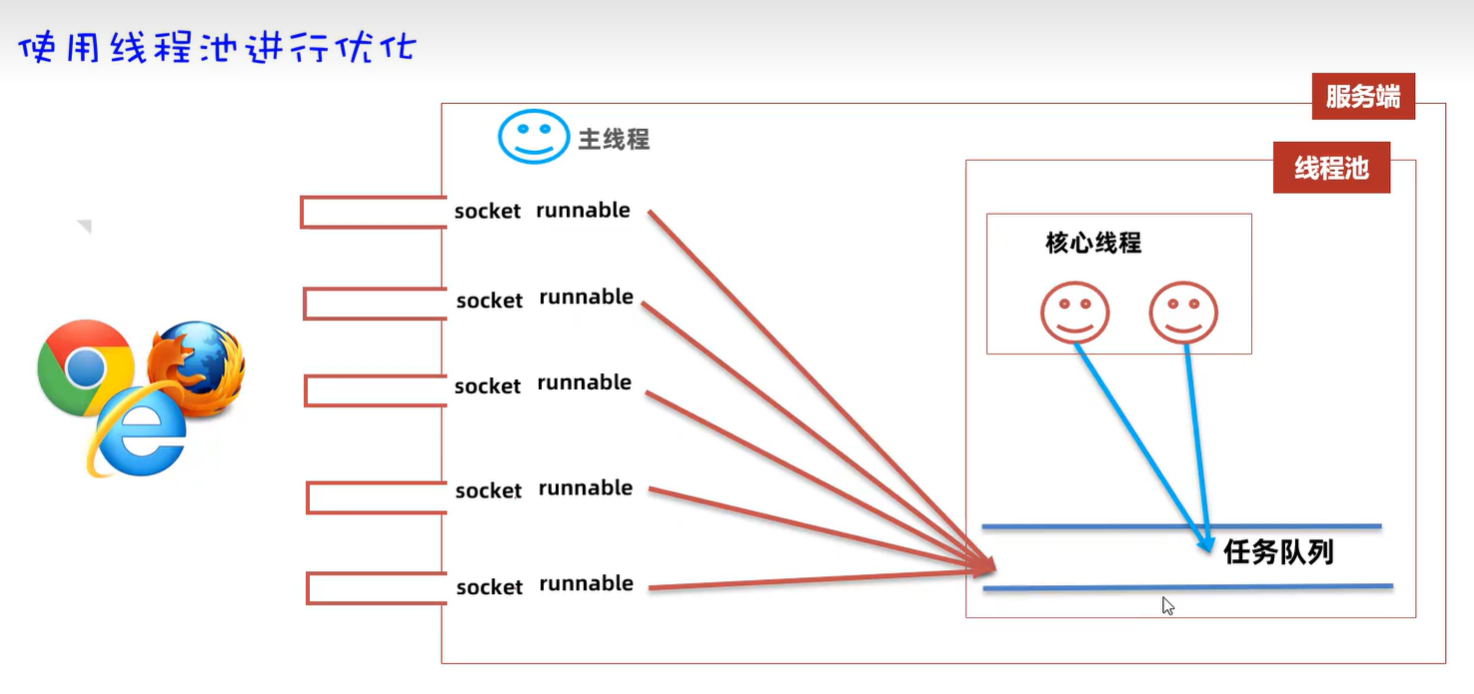 使用线程池进行优化
服务端
主线程
线程池
socket runnable
核心线程
socket runnable
socket runnable
socket runnable
任务队列
socket runnable